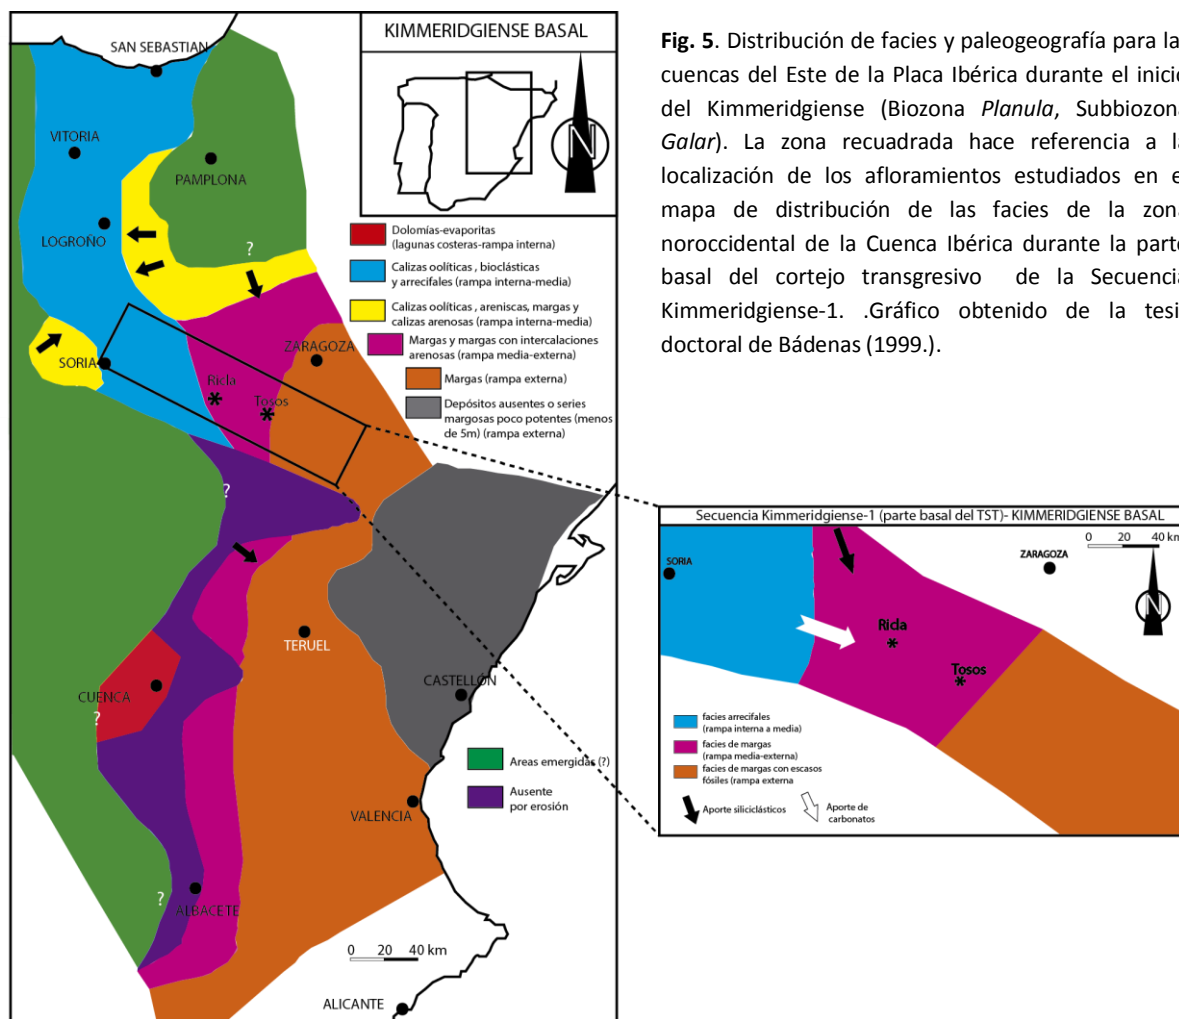 KIMMERIDGIENSE BASAL
N
SAN SEBASTIAN
VITORIA
PAMPLONA
LOGROÑO
?
SORIA
ZARAGOZA
Ricla
Tosos
Dolomías-evaporitas
(lagunas costeras-rampa interna)
Calizas oolíticas , bioclásticas
y arrecifales (rampa interna-media)
Calizas oolíticas , areniscas, margas y
calizas arenosas (rampa interna-media)
Margas y margas con intercalaciones
arenosas (rampa media-externa)
Margas (rampa externa)
Depósitos ausentes o series
margosas poco potentes (menos
de 5m) (rampa externa)
?
TERUEL
CUENCA
?
CASTELLÓN
Areas emergidas (?)
Ausente
por erosión
VALENCIA
?
ALBACETE
0 20 40 km
ALICANTE
Fig. 5. Distribución de facies y paleogeografía para la
cuencas del Este de la Placa Ibérica durante el inici
del Kimmeridgiense (Biozona Planula, Subbiozona
Galar). La zona recuadrada hace referencia a la
localización de los afloramientos estudiados en e
mapa de distribución de las facies de la zona
noroccidental de la Cuenca Ibérica durante la parte
basal del cortejo transgresivo de la Secuencia
Kimmeridgiense-1. .Gráfico obtenido de la tesi
doctoral de Bádenas (1999.).
Secuencia Kimmeridgiense-1 (parte basal del TST)- KIMMERIDGIENSE BASAL
0 20 40 km
SORIA
ZARAGOZA
N
Ricla
Tosos
facies arrecifales
(rampa interna a media)
facies de margas
(rampa media-externa)
facies de margas con escasos
fósiles (rampa externa
Aporte siliciclásticos
Aporte de
carbonatos